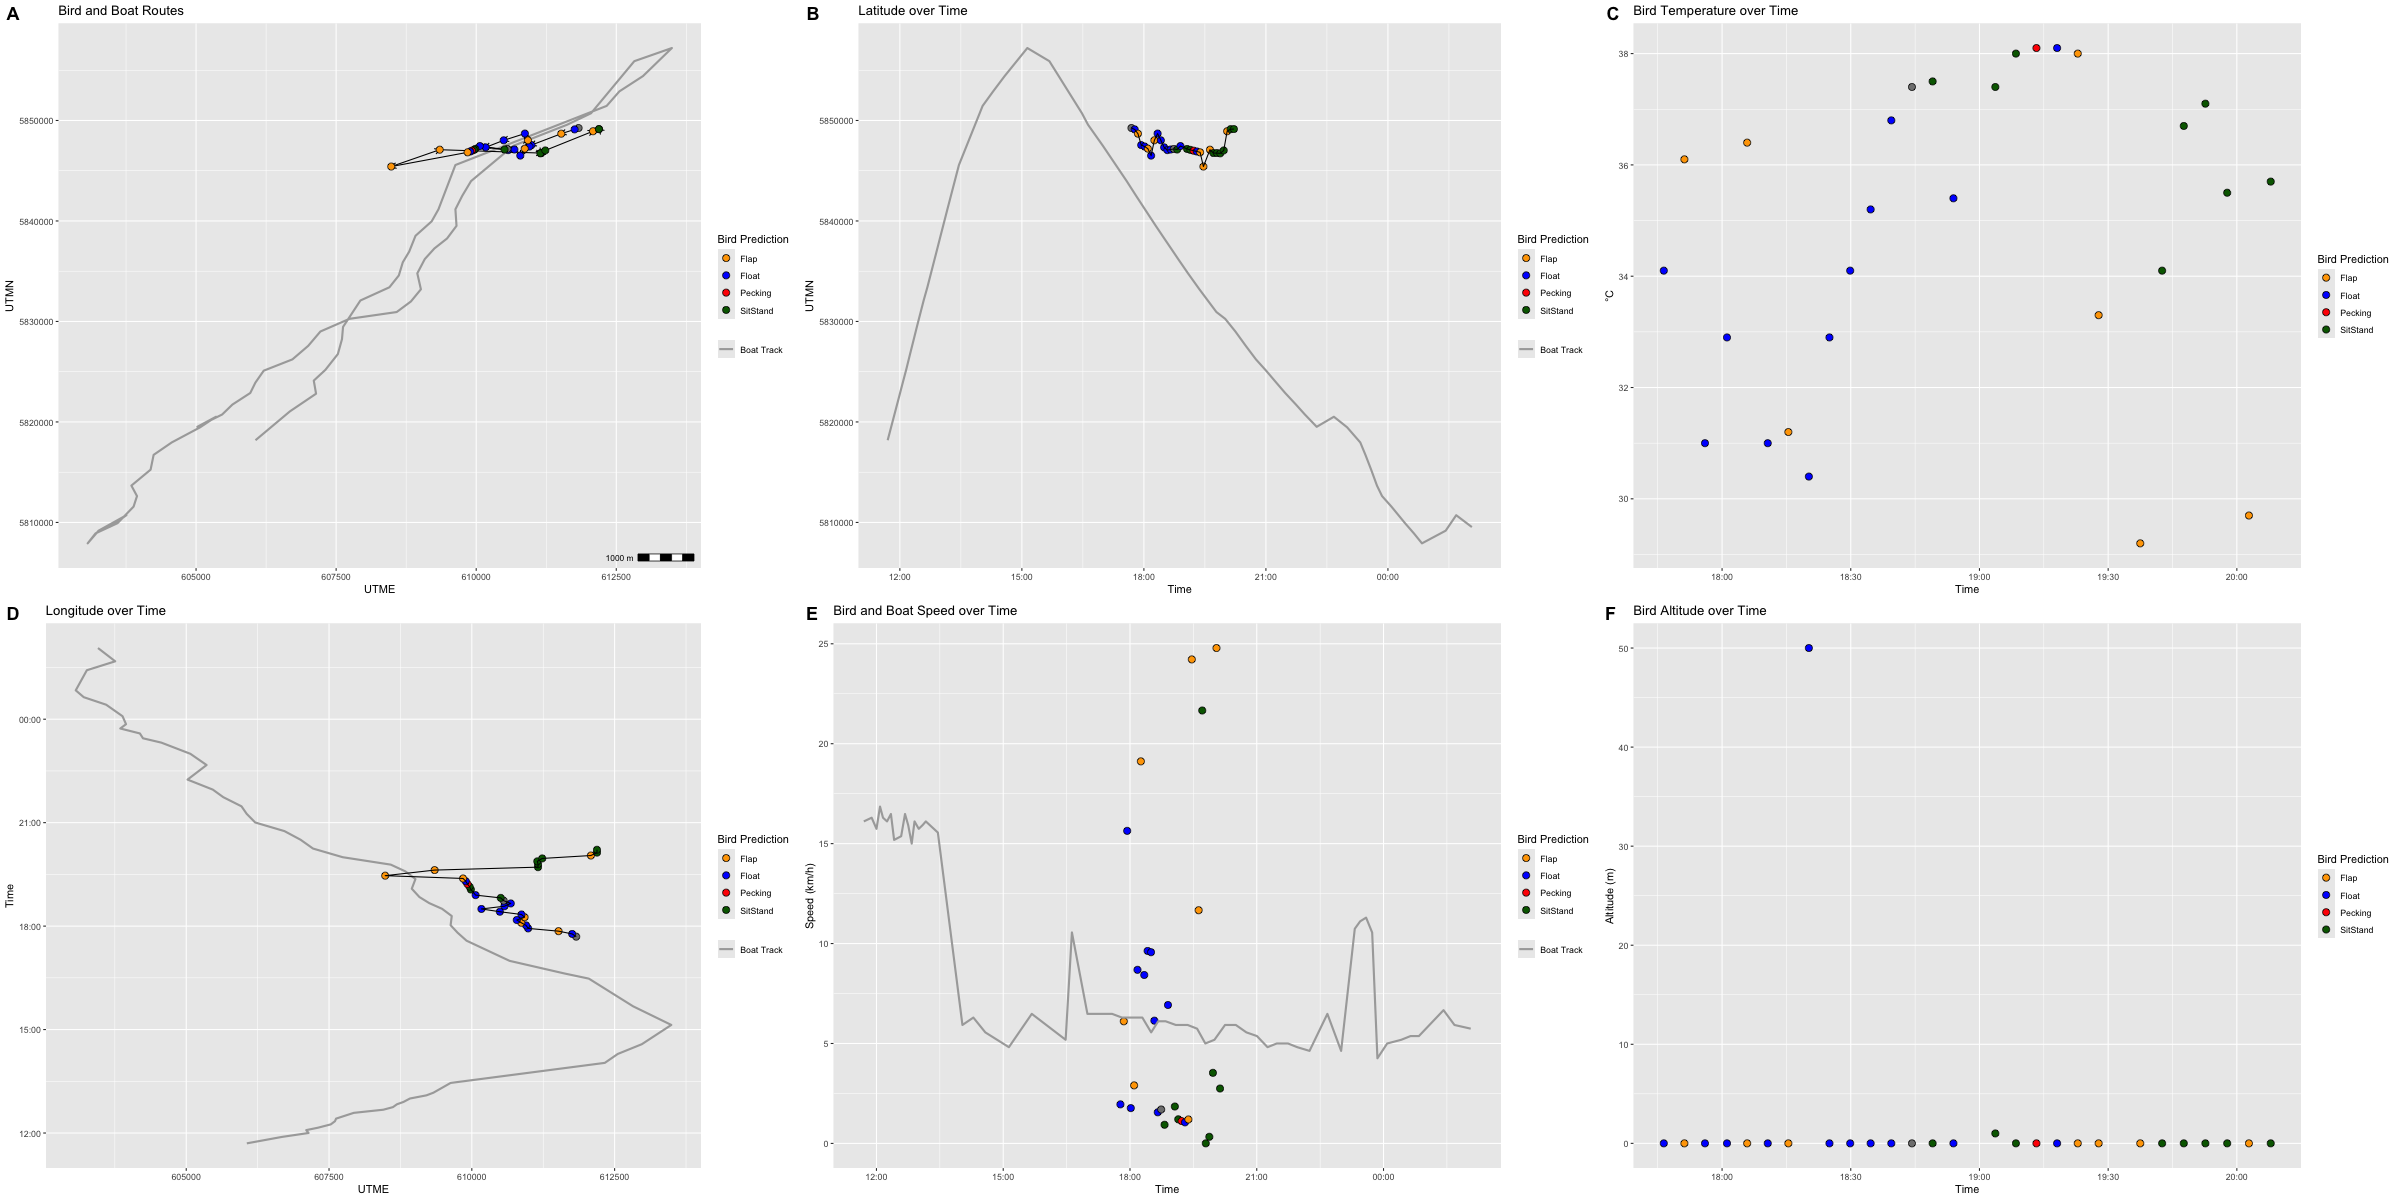 A Bird and Boat Routes
5850000
5840000
5830000
5820000
5810000
UTMN
605000 607500 610000 612500
UTME
1000 m
Bird Prediction
Flap
Float
Pecking
SitStand
Boat Track
B Latitude over Time
5850000
5840000
5830000
5820000
5810000
UTMN
12:00 15:00 18:00 21:00 00:00
Time
Bird Prediction
Flap
Float
Pecking
SitStand
Boat Track
C Bird Temperature over Time
38
36
34
32
30
°C
18:00 18:30 19:00 19:30 20:00
Time
Bird Prediction
Flap
Float
Pecking
SitStand
D Longitude over Time
00:00
21:00
18:00
15:00
12:00
Time
605000 607500 610000 612500
UTME
Bird Prediction
Flap
Float
Pecking
SitStand
Boat Track
E Bird and Boat Speed over Time
25
20
15
10
5
0
Speed (km/h)
12:00 15:00 18:00 21:00 00:00
Time
Bird Prediction
Flap
Float
Pecking
SitStand
Boat Track
F Bird Altitude over Time
50
40
30
20
10
0
Altitude (m)
18:00 18:30 19:00 19:30 20:00
Time
Bird Prediction
Flap
Float
Pecking
SitStand